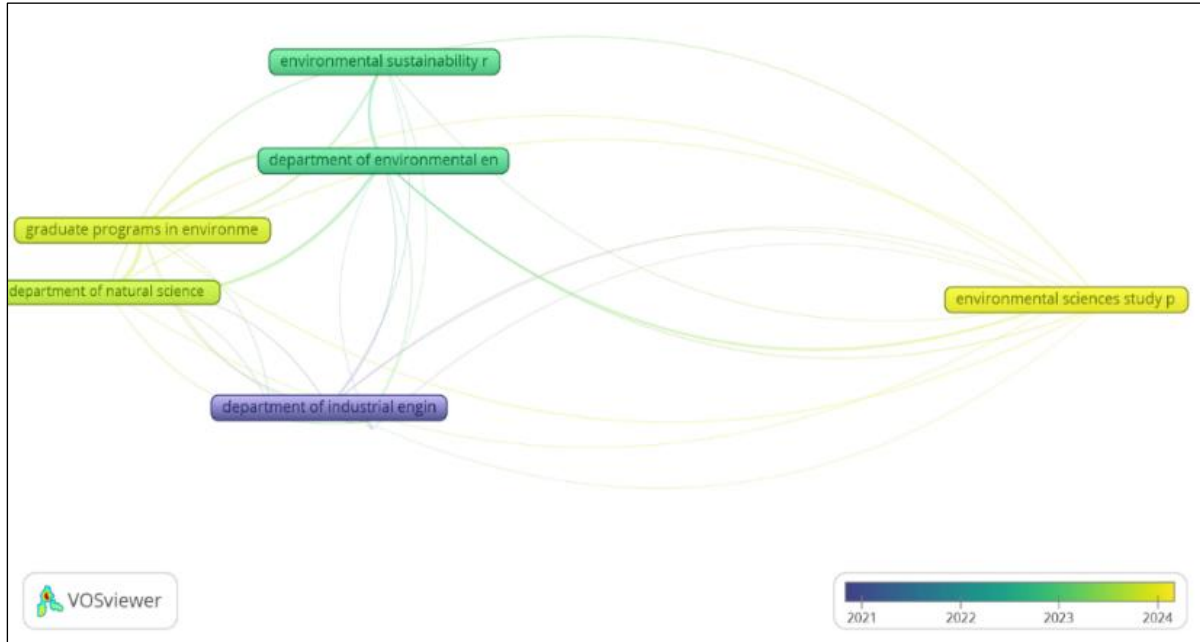 environmental sustainability r
department of environmental en
graduate programs in environme
department of natural science
environmental sciences study p
department of industrial engin
VOSviewer
2021 2022 2023 2024